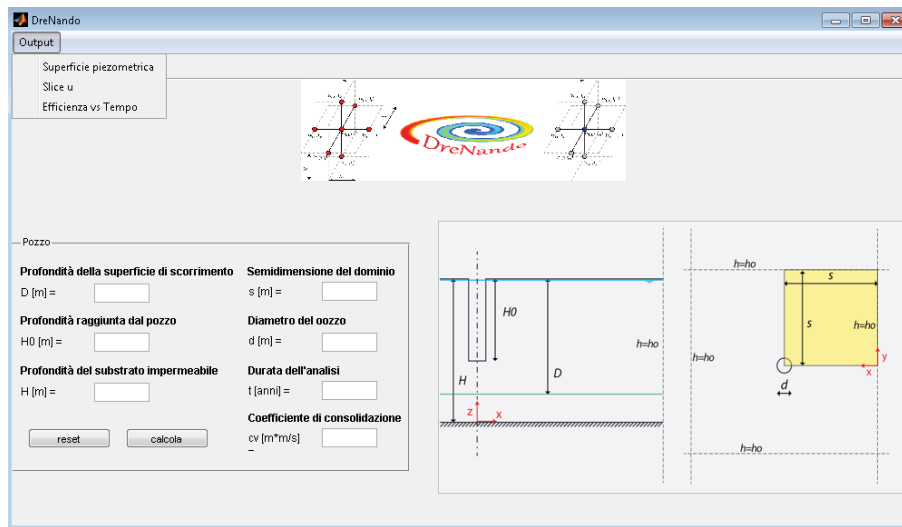 DreNando
Output
Superficie piezometrica
Slice u
Efficienza vs Tempo
DreNando
Pozzo
Profondità della superficie di scorrimento
D [m] =
Profondità raggiunta dal pozzo
H0 [m] =
Profondità del substrato impermeabile
H [m] =
reset
calcola
Semidimensione del dominio
s [m] =
Diametro del oozzo
d [m] =
Durata dell'analisi
t [anni] =
Coefficiente di consolidazione
cv [m*m/s]
=
H0
H
D
h=ho
z
x
h=ho
s
s
h=ho
h=ho
y
x
d
h=ho